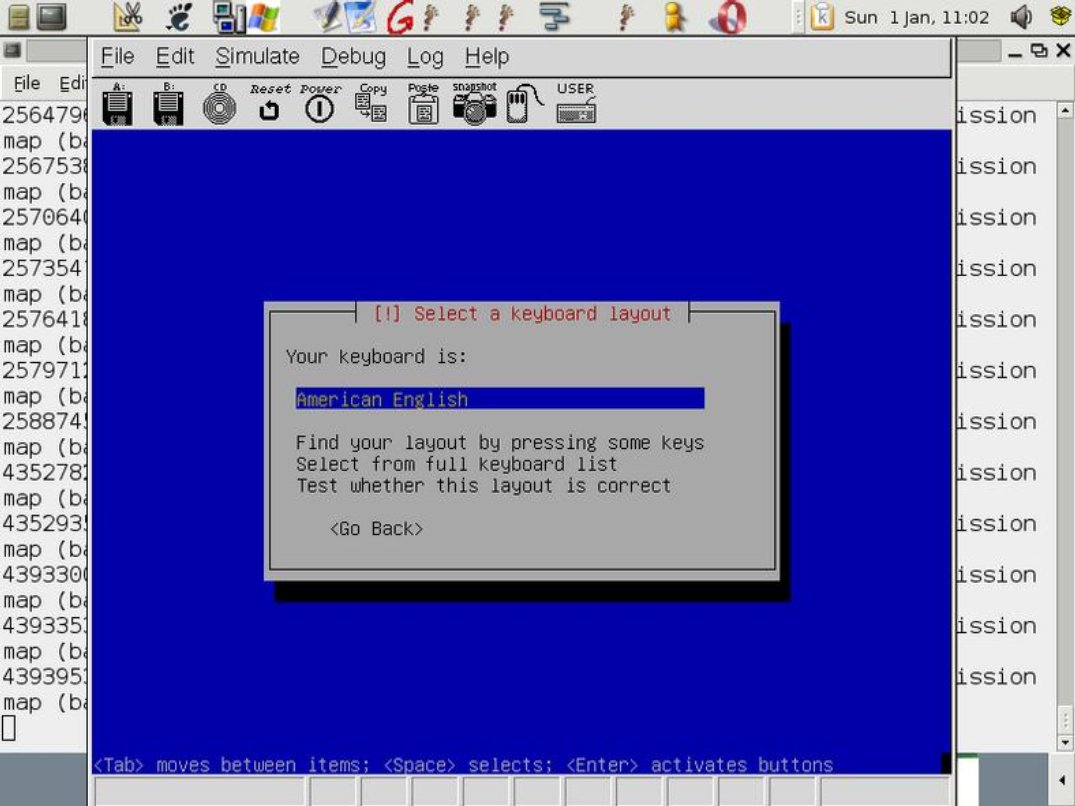 Sun 1 Jan, 11:02
File Edit Simulate Debug Log Help
A: B: CD Reset Power Copy Poste snapshot USER
File Edi
256479 ission
map (ba
256753 ission
map (ba
257064 ission
map (ba
257354 ission
map (ba
257641 ission
map (ba
257971 ission
map (ba
258874 ission
map (ba
435278 ission
map (ba
435293 ission
map (ba
439330 ission
map (ba
439335 ission
map (ba
439395 ission
map (ba
[!] Select a keyboard layout
Your keyboard is:
American English
Find your layout by pressing some keys
Select from full keyboard list
Test whether this layout is correct
<Go Back>
<Tab> moves between items; <Space> selects; <Enter> activates buttons